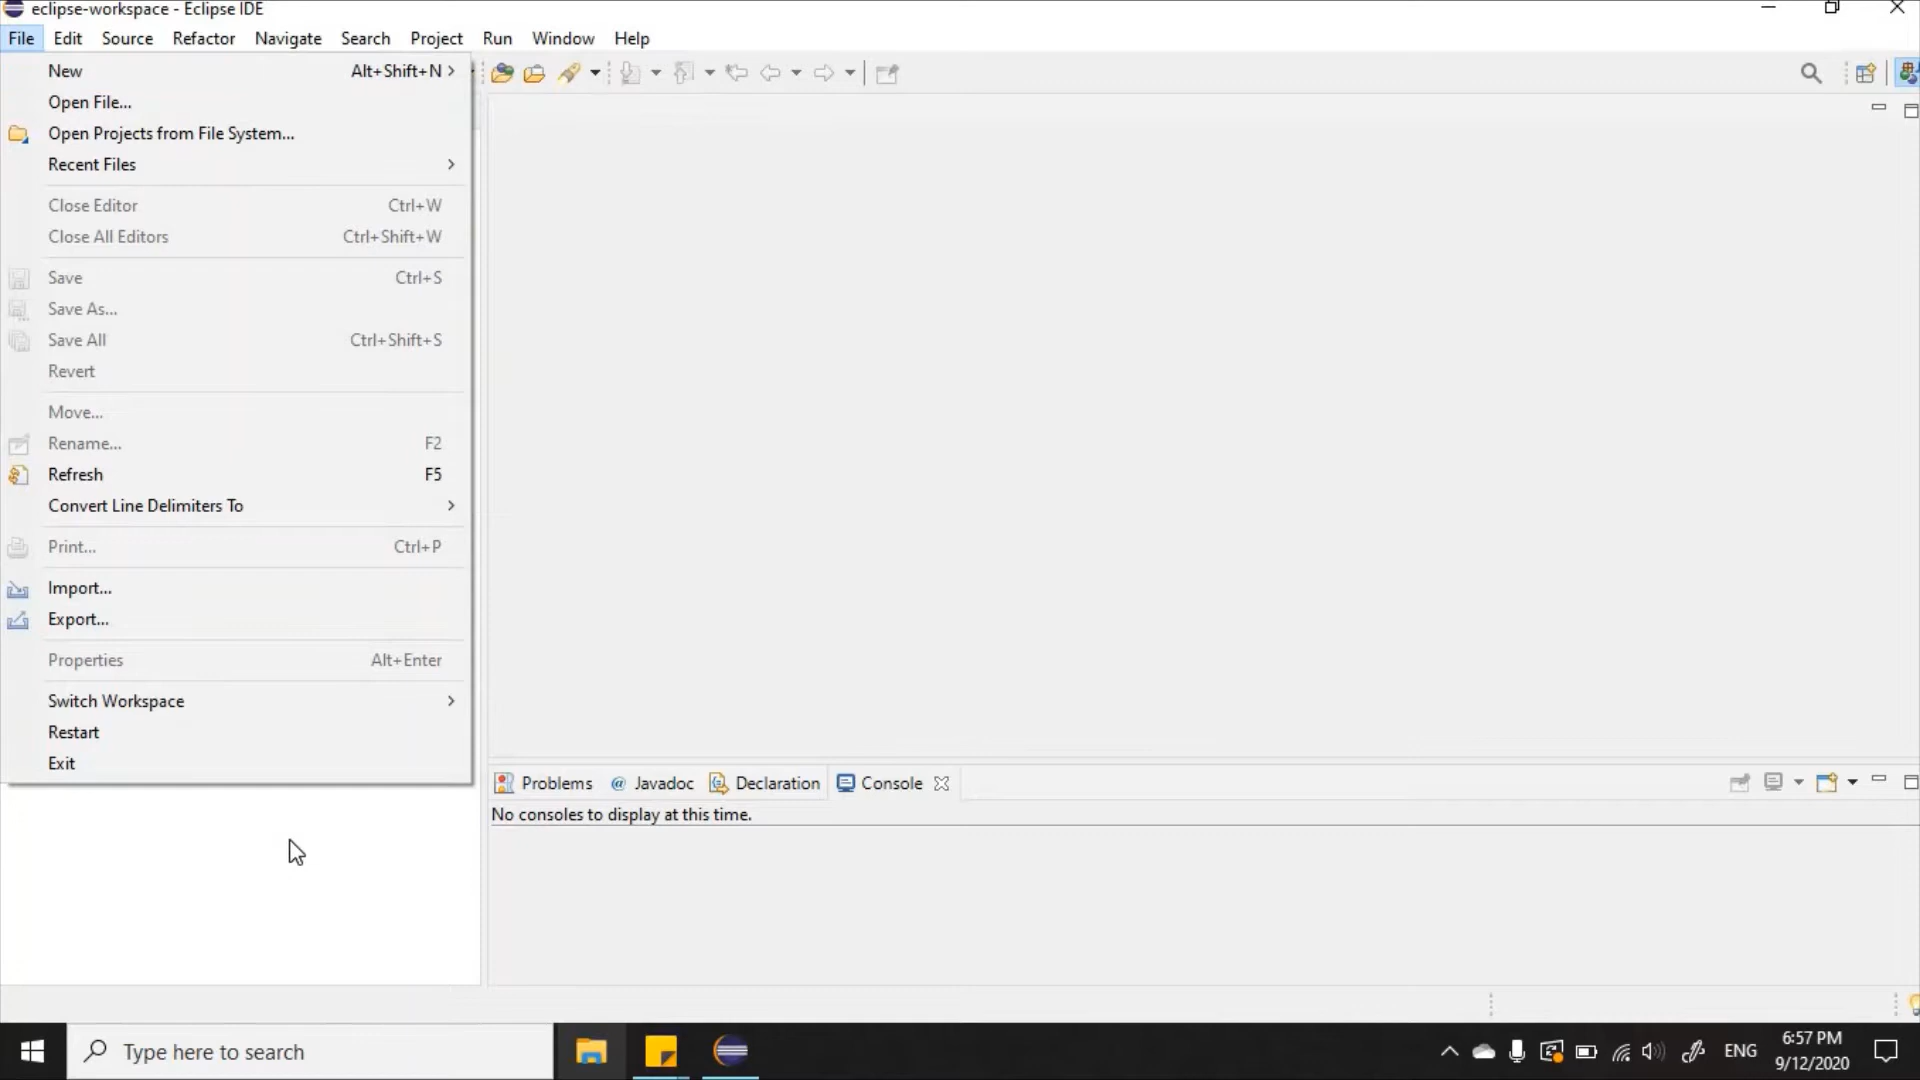 eclipse-workspace - Eclipse IDE
File Edit Source Refactor Navigate Search Project Run Window Help
New Alt+Shift+N
Open File...
Open Projects from File System...
Recent Files
Close Editor Ctrl+W
Close All Editors Ctrl+Shift+W
Save Ctrl+S
Save As...
Save All Ctrl+Shift+S
Revert
Move...
Rename... F2
Refresh F5
Convert Line Delimiters To
Print... Ctrl+P
Import...
Export...
Properties Alt+Enter
Switch Workspace
Restart
Exit
Problems @ Javadoc Declaration Console
No consoles to display at this time.
Type here to search
ENG
6:57 PM
9/12/2020